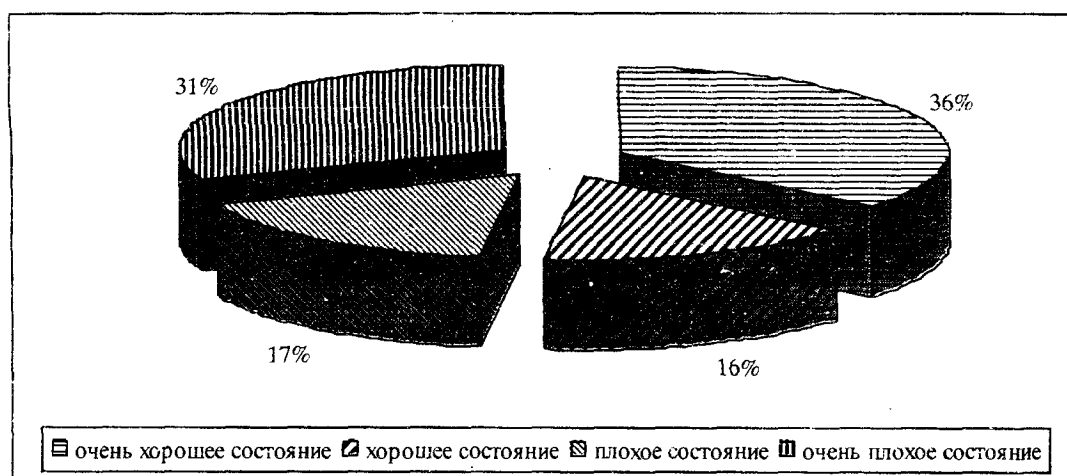 31%
36%
17%
16%
очень хорошее состояние хорошее состояние плохое состояние очень плохое состояние